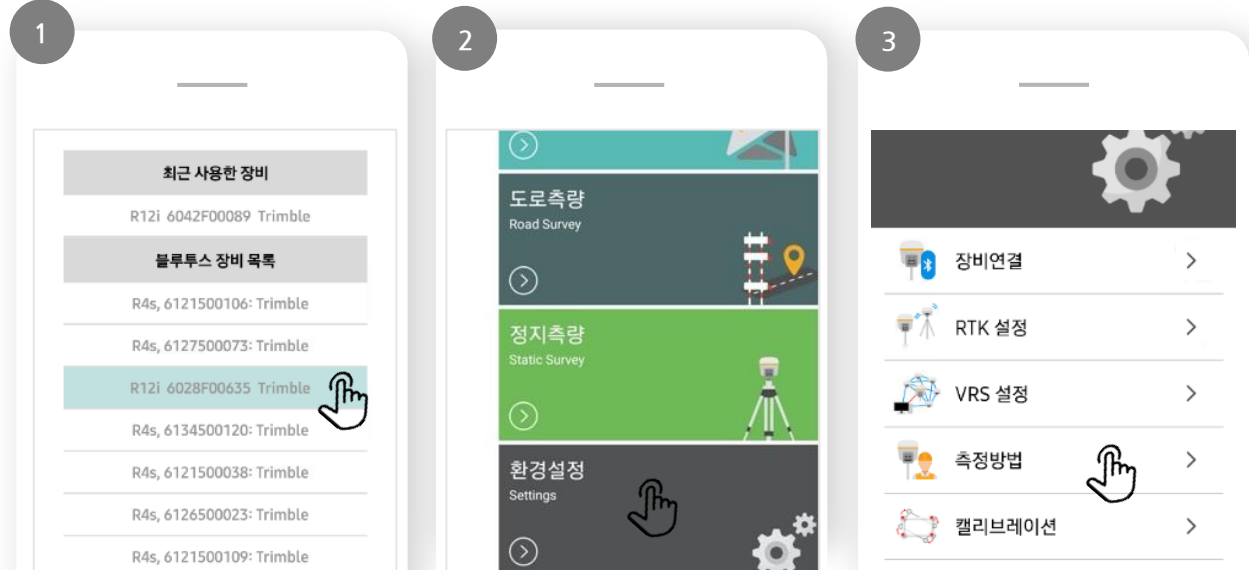 1
최근 사용한 장비
R12i 6042F00089 Trimble
블루투스 장비 목록
R4s, 6121500106: Trimble
R4s, 6127500073: Trimble
R12i 6028F00635 Trimble
R4s, 6134500120: Trimble
R4s, 6121500038: Trimble
R4s, 6126500023: Trimble
R4s, 6121500109: Trimble
2
도로측량
Road Survey
정지측량
Static Survey
환경설정
Settings
3
장비연결
RTK 설정
VRS 설정
측정방법
캘리브레이션